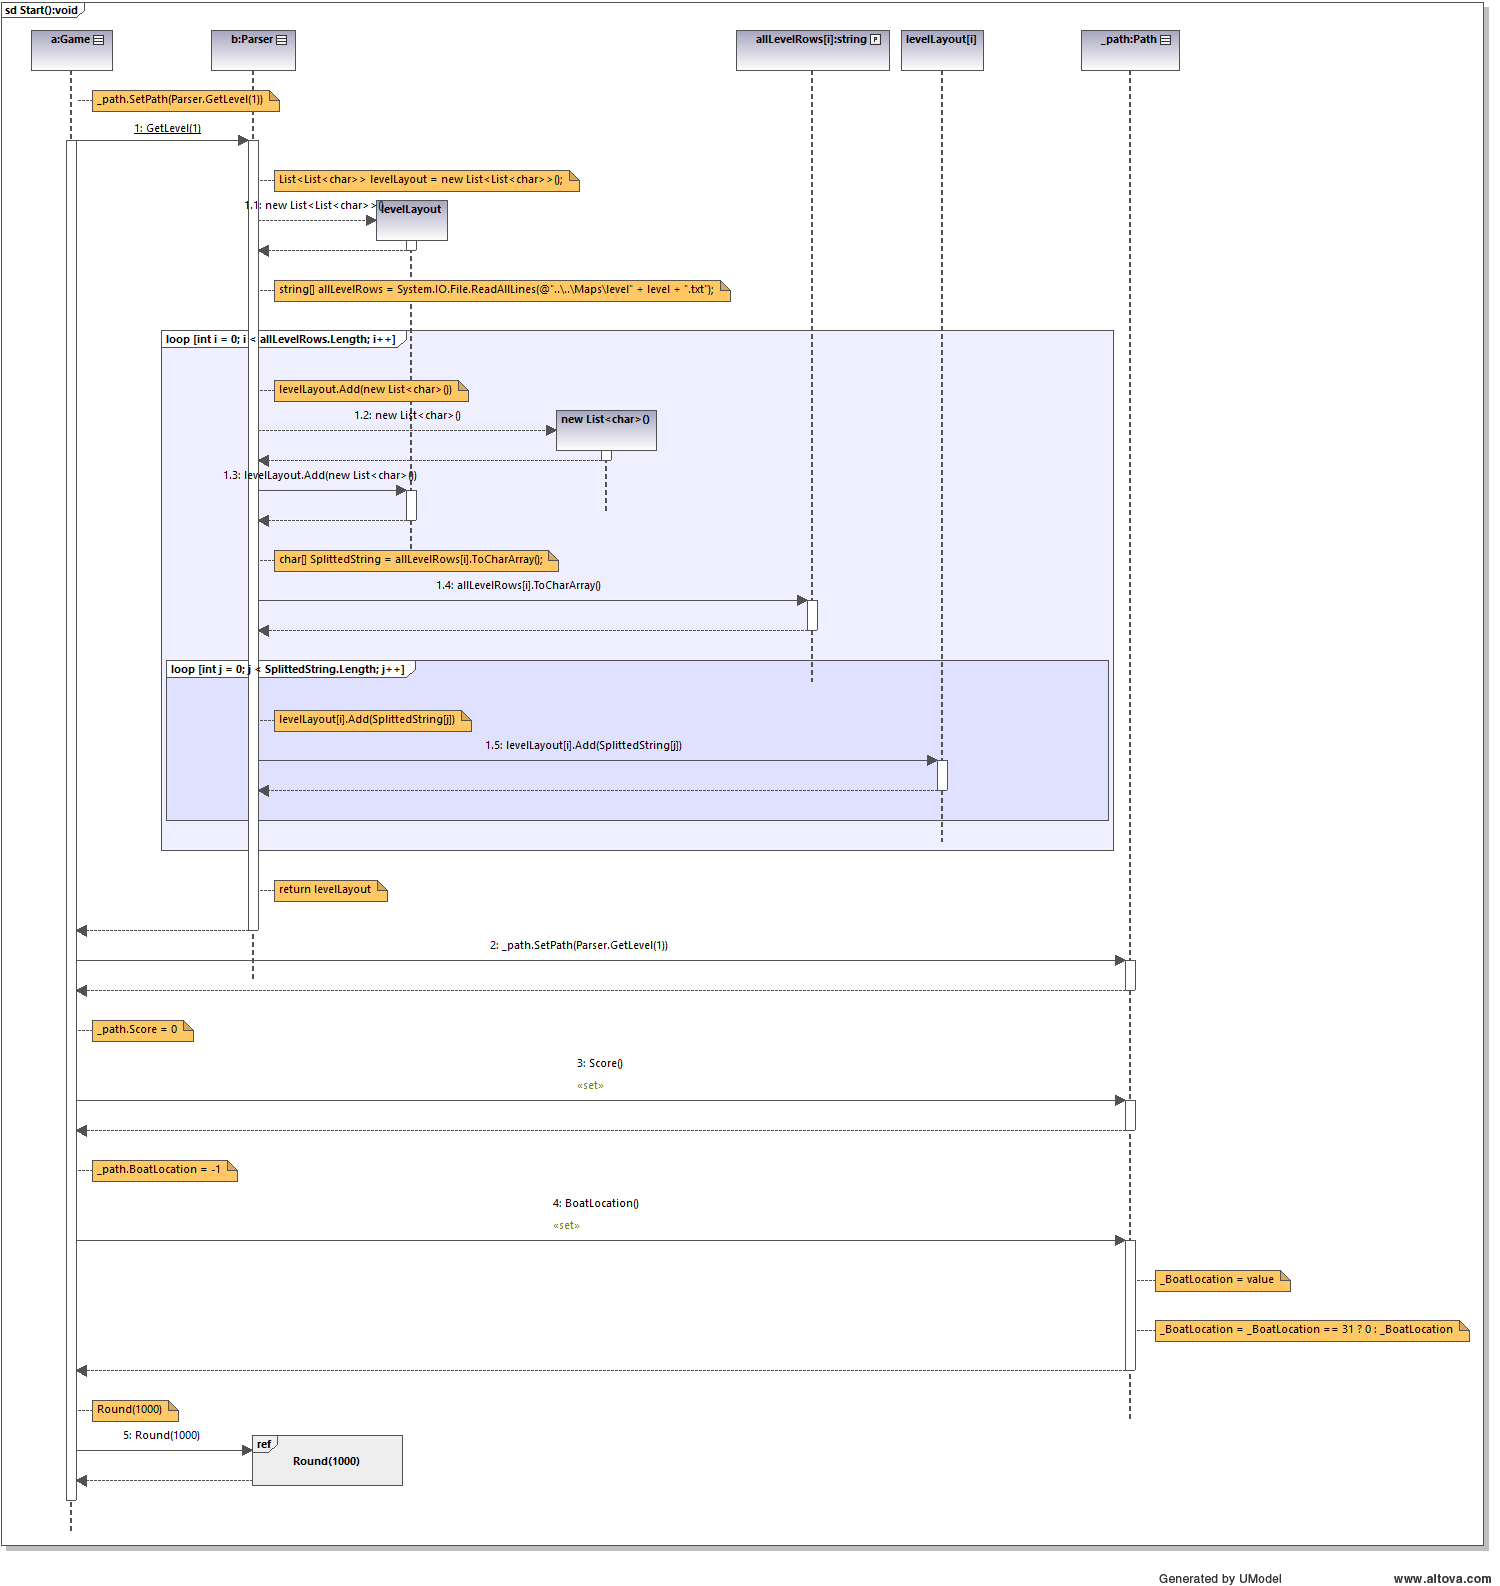 sd Start():void
a:Game
b:Parser
allLevelRows[i]:string
levelLayout[i]
_path:Path
_path.SetPath(Parser.GetLevel(1))
1: GetLevel(1)
List<List<char>> levelLayout = new List<List<char>>();
1.1: new List<List<char>>()
levelLayout
string[] allLevelRows = System.IO.File.ReadAllLines(@"..\..\Maps\level" + level + ".txt");
loop [int i = 0; i < allLevelRows.Length; i++]
levelLayout.Add(new List<char>())
1.2: new List<char>()
new List<char>()
1.3: levelLayout.Add(new List<char>())
char[] SplittedString = allLevelRows[i].ToCharArray();
1.4: allLevelRows[i].ToCharArray()
loop [int j = 0; j < SplittedString.Length; j++]
levelLayout[i].Add(SplittedString[j])
1.5: levelLayout[i].Add(SplittedString[j])
return levelLayout
2: _path.SetPath(Parser.GetLevel(1))
_path.Score = 0
3: Score()
«set»
_path.BoatLocation = -1
4: BoatLocation()
«set»
_BoatLocation = value
_BoatLocation = _BoatLocation == 31 ? 0 : _BoatLocation
Round(1000)
5: Round(1000)
ref
Round(1000)
Generated by UModel
www.altova.com